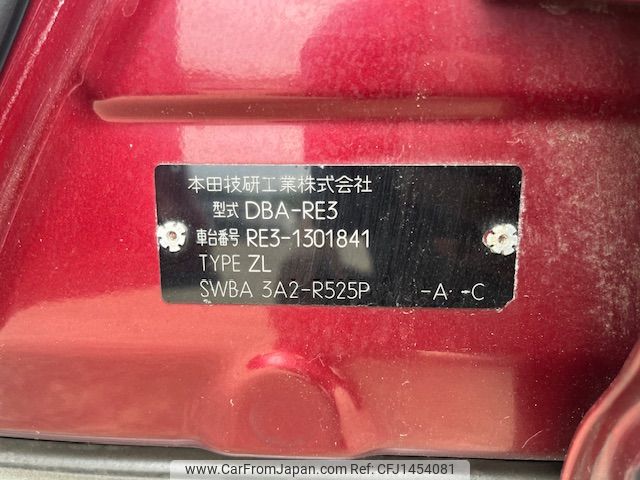 本田技研工業株式会社
型式 DBA-RE3
車台番号 RE3-1301841
TYPE ZL
SWBA 3A2-R525P -A -C
www.CarFromJapan.com - CFJ1454081